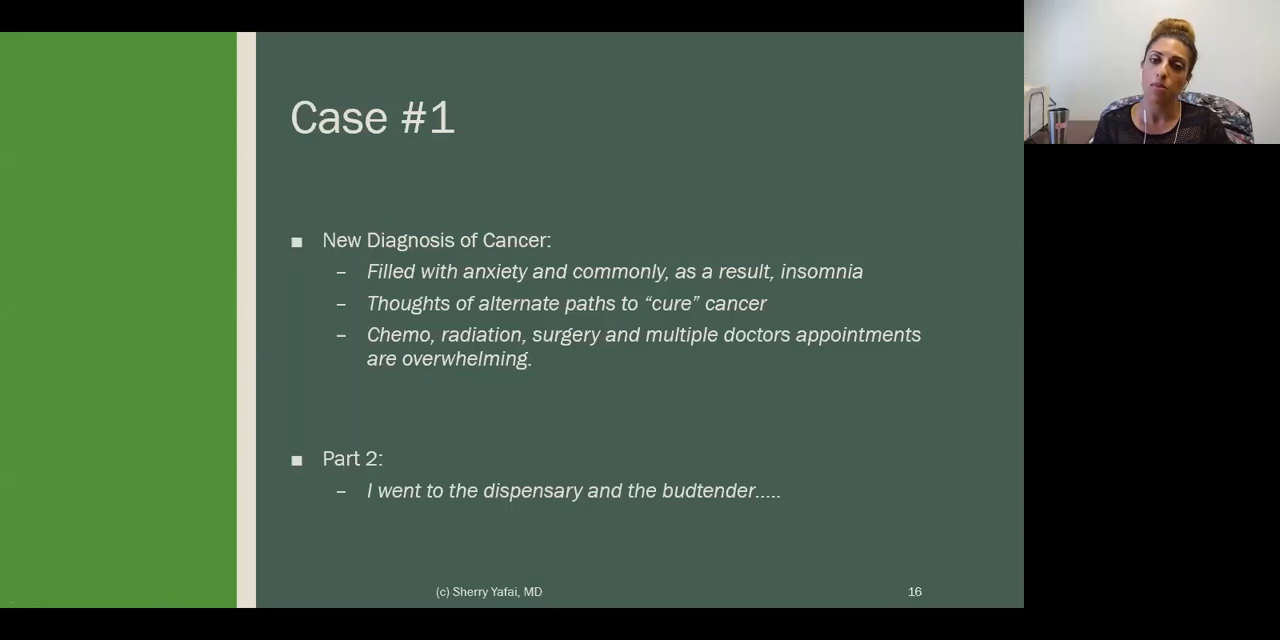 Case #1
■ New Diagnosis of Cancer:
– Filled with anxiety and commonly, as a result, insomnia
– Thoughts of alternate paths to “cure” cancer
– Chemo, radiation, surgery and multiple doctors appointments
are overwhelming.
■ Part 2:
– I went to the dispensary and the budtender.....
(c) Sherry Yafai, MD
16